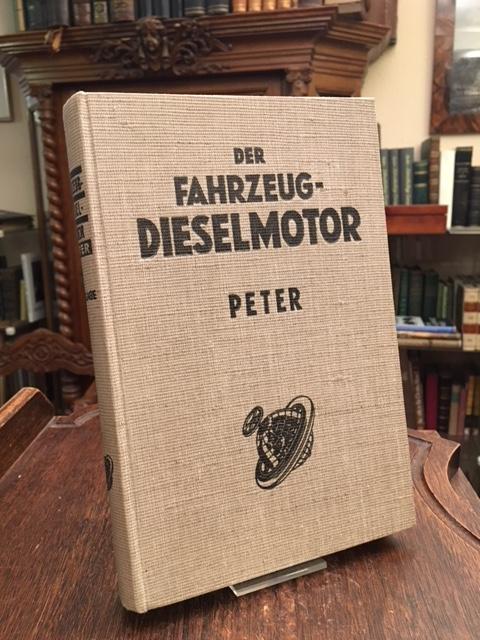 DER
FAHRZEUG-
DIESELMOTOR
PETER